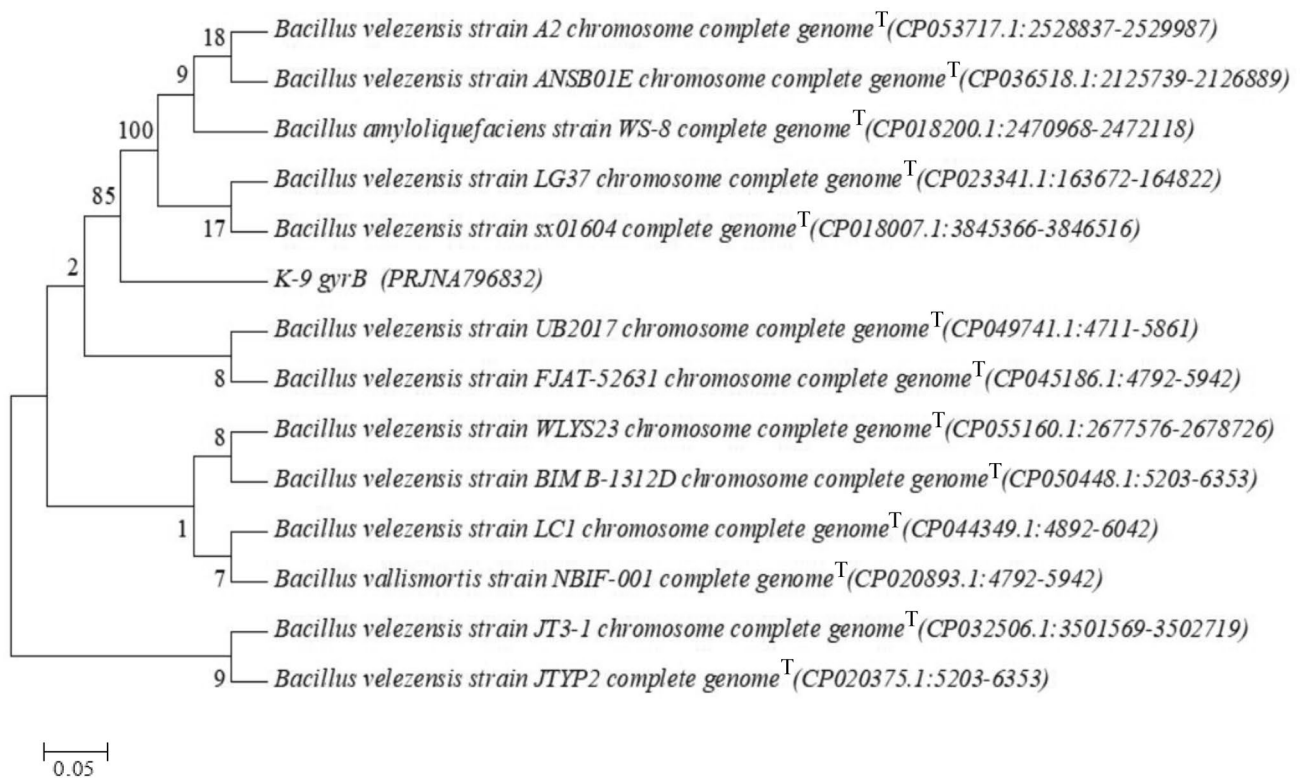 18 Bacillus velezensis strain A2 chromosome complete genome T(CP053717.1:2528837-2529987)
9 Bacillus velezensis strain ANSB01E chromosome complete genome T(CP036518.1:2125739-2126889)
100 Bacillus amyloliquefaciens strain WS-8 complete genome T(CP018200.1:2470968-2472118)
85 Bacillus velezensis strain LG37 chromosome complete genome T(CP023341.1:163672-164822)
17 Bacillus velezensis strain sx01604 complete genome T(CP018007.1:3845366-3846516)
2 K-9 gyrB (PRJNA796832)
Bacillus velezensis strain UB2017 chromosome complete genome T(CP049741.1:4711-5861)
8 Bacillus velezensis strain FJAT-52631 chromosome complete genome T(CP045186.1:4792-5942)
8 Bacillus velezensis strain WLYS23 chromosome complete genome T(CP055160.1:2677576-2678726)
Bacillus velezensis strain BIM B-1312D chromosome complete genome T(CP050448.1:5203-6353)
1 Bacillus velezensis strain LC1 chromosome complete genome T(CP044349.1:4892-6042)
7 Bacillus vallismortis strain NBIF-001 complete genome T(CP020893.1:4792-5942)
Bacillus velezensis strain JT3-1 chromosome complete genome T(CP032506.1:3501569-3502719)
9 Bacillus velezensis strain JTYP2 complete genome T(CP020375.1:5203-6353)
0.05